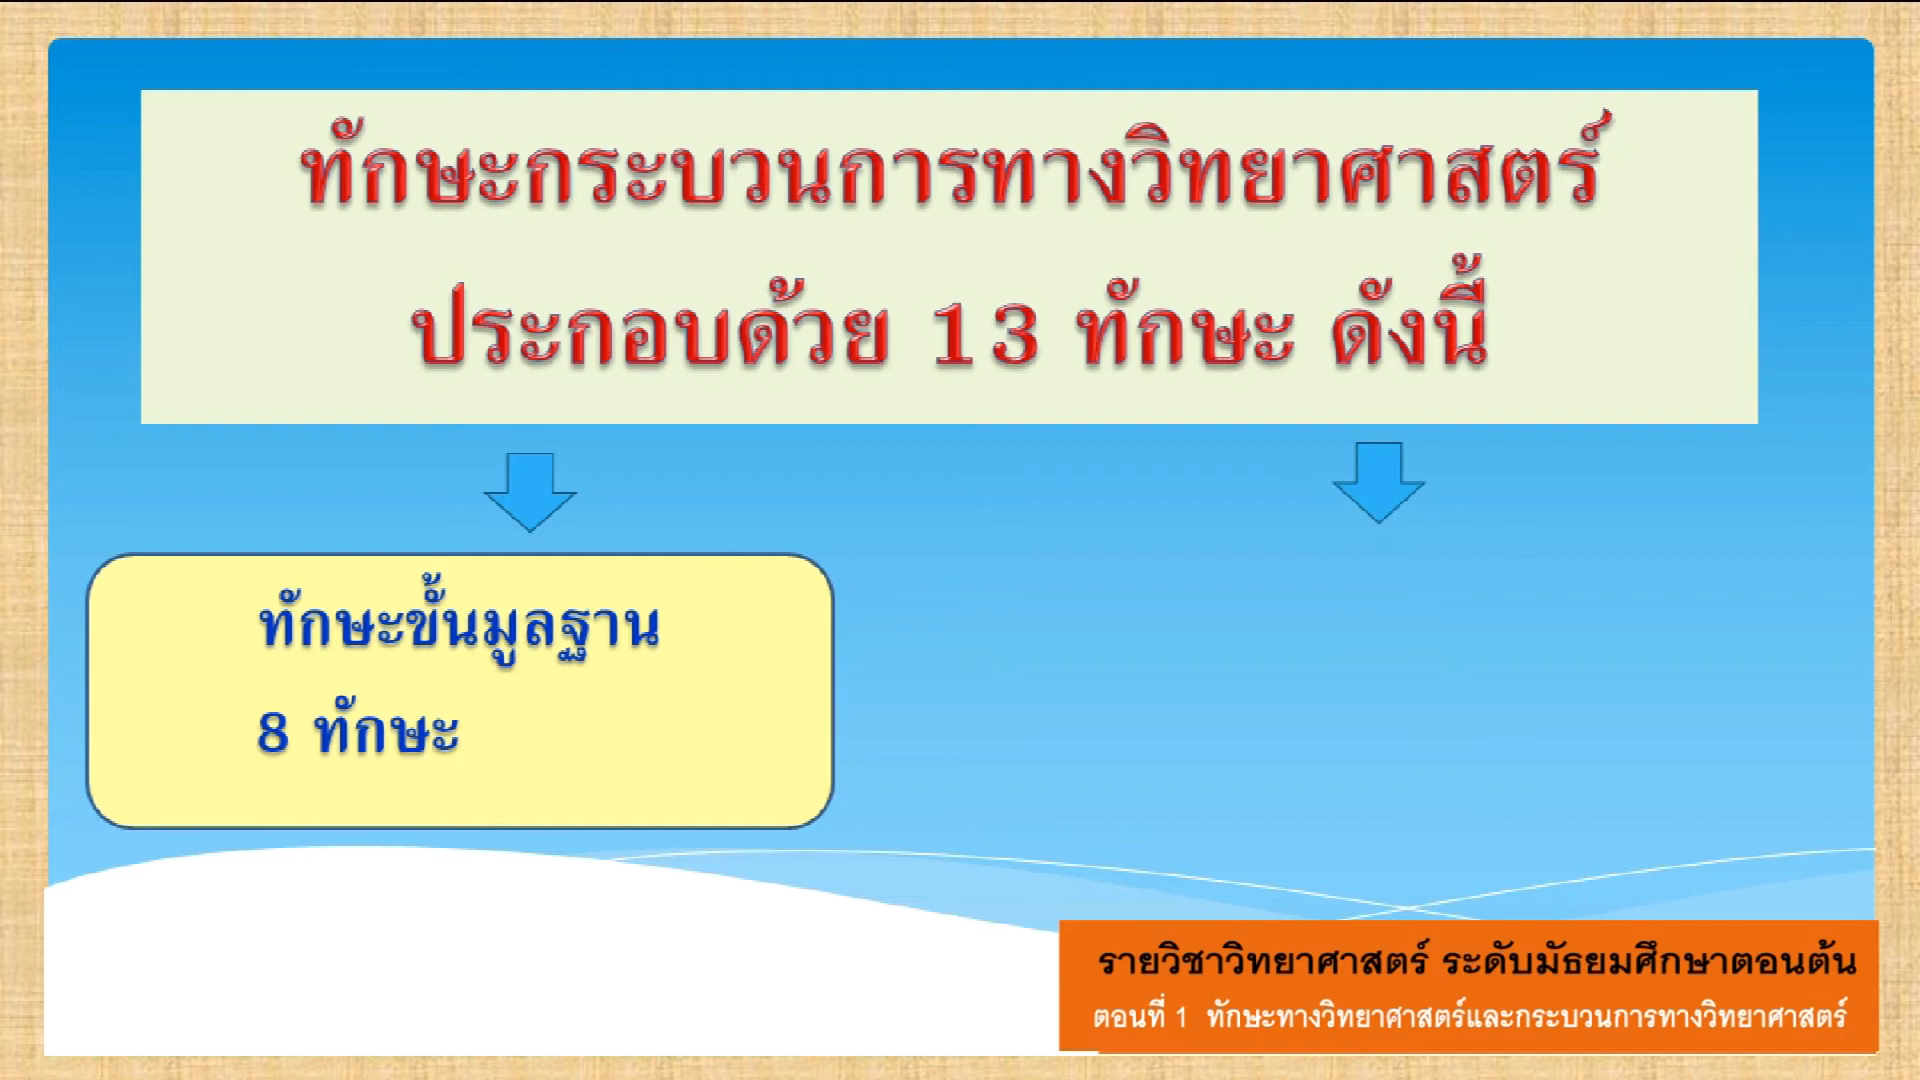 ทักษะกระบวนการทางวิทยาศาสตร์
ประกอบด้วย 13 ทักษะ ดังนี้
ทักษะขั้นมูลฐาน
8 ทักษะ
รายวิชาวิทยาศาสตร์ ระดับมัธยมศึกษาตอนต้น
ตอนที่ 1 ทักษะทางวิทยาศาสตร์และกระบวนการทางวิทยาศาสตร์